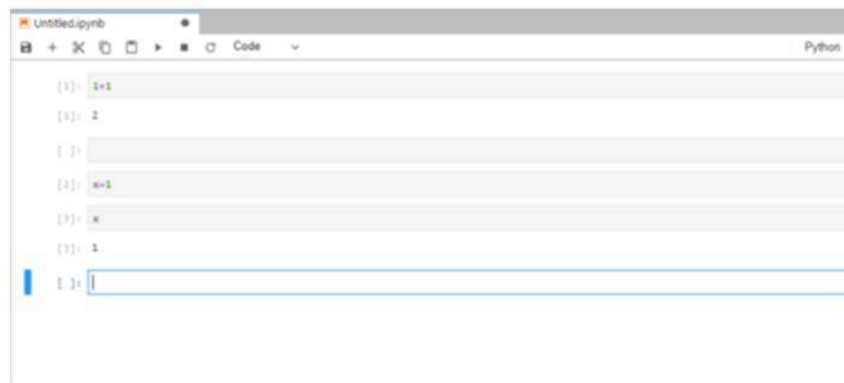 Untitled.ipynb
Code
Python
[1]: 1+1
[1]: 2
[ ]:
[2]: x=1
[3]: x
[3]: 1
[ ]: